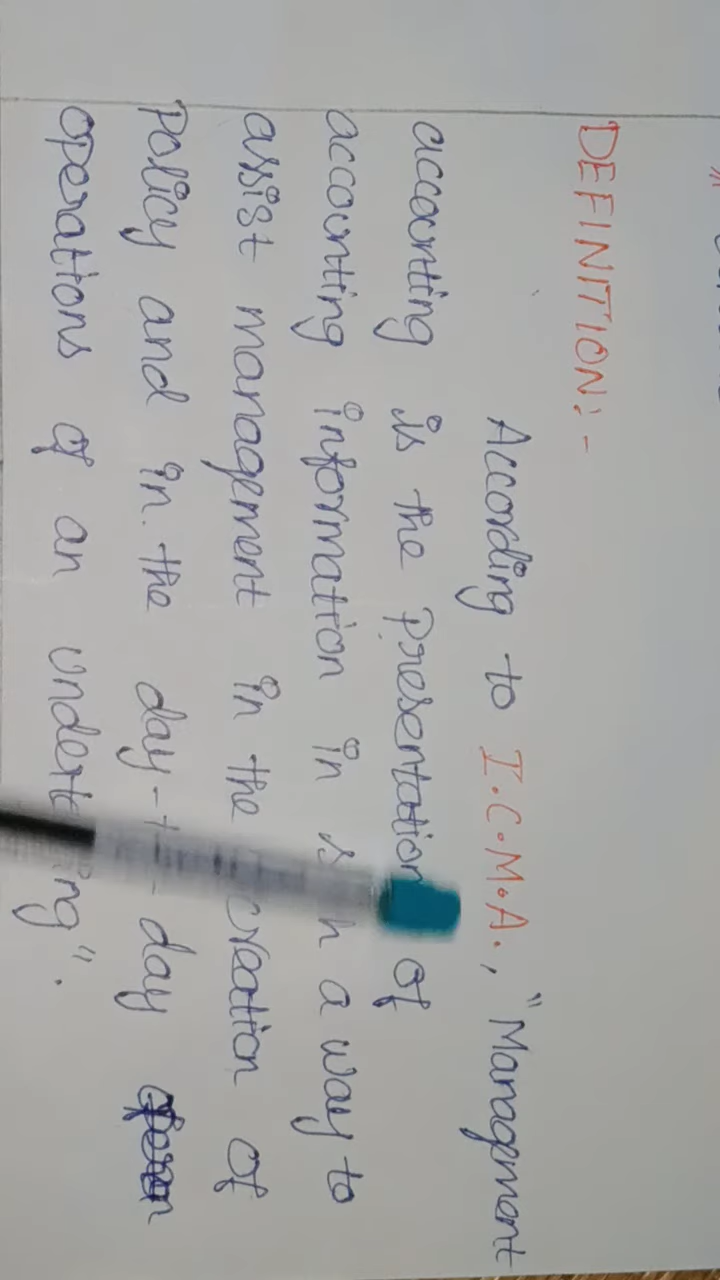 DEFINITION:-
According to I.C.M.A., "Management
accounting is the Presentation of
accounting information in a way to
assist management in the creation of
Policy and in the day day
operations of an